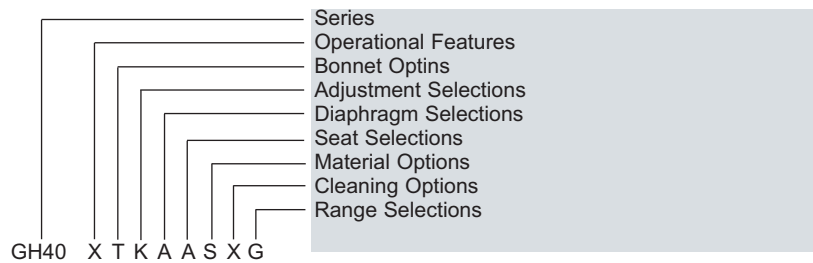 Series
Operational Features
Bonnet Optins
Adjustment Selections
Diaphragm Selections
Seat Selections
Material Options
Cleaning Options
Range Selections
GH40 X T K A A S X G